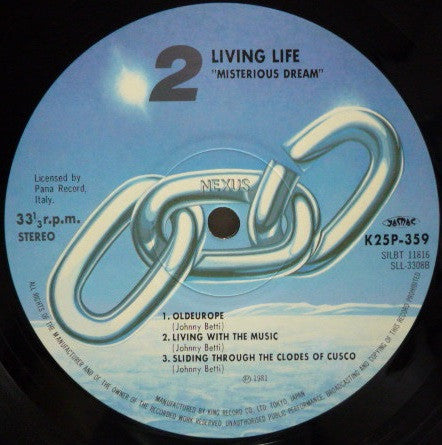 2
LIVING LIFE
"MISTERIOUS DREAM"
NEXUS
Licensed by
Pana Record,
Italy.
33⅓r.p.m.
STEREO
K25P-359
SILBT 11816
SLL-3308B
1. OLDEUROPE
(Johnny Betti)
2. LIVING WITH THE MUSIC
(Johnny Betti)
3. SLIDING THROUGH THE CLODES OF CUSCO
(Johnny Betti)
Ⓟ 1981
MANUFACTURED BY KING RECORD CO., LTD. TOKYO, JAPAN
ALL RIGHTS OF THE MANUFACTURER AND OF THE OWNER OF THE RECORDED WORK RESERVED. UNAUTHORISED PUBLIC PERFORMANCE, BROADCASTING AND COPYING OF THIS RECORD PROHIBITED